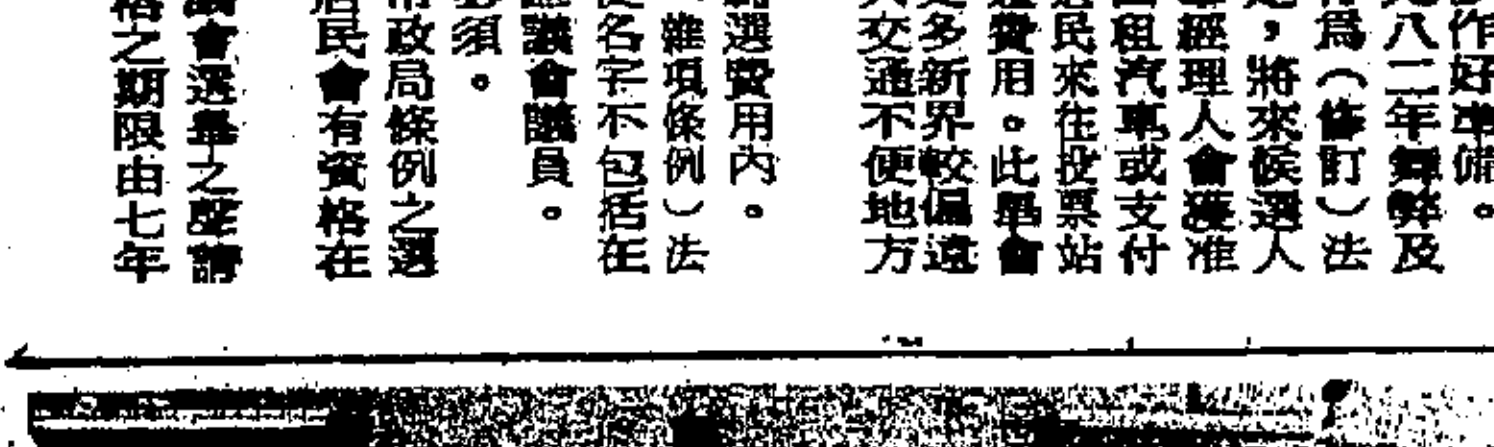 作好準備。
八二年舞弊及
為(修訂)法
,將來候選人
經理人會獲准
租汽車或支付
民來往投票站
費用。此舉會
多新界較偏遠
交通不便地方
選費用內。
雜項條例)法
名字不包括在
議會議員。
須。
政局條例之選
民會有資格在
會選舉之聲請
格之期限由七年